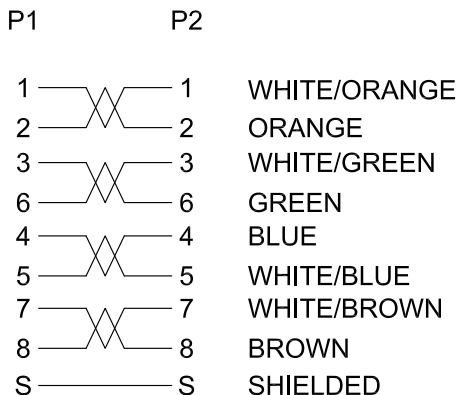 P1 P2
1 1 WHITE/ORANGE
2 2 ORANGE
3 3 WHITE/GREEN
6 6 GREEN
4 4 BLUE
5 5 WHITE/BLUE
7 7 WHITE/BROWN
8 8 BROWN
S S SHIELDED